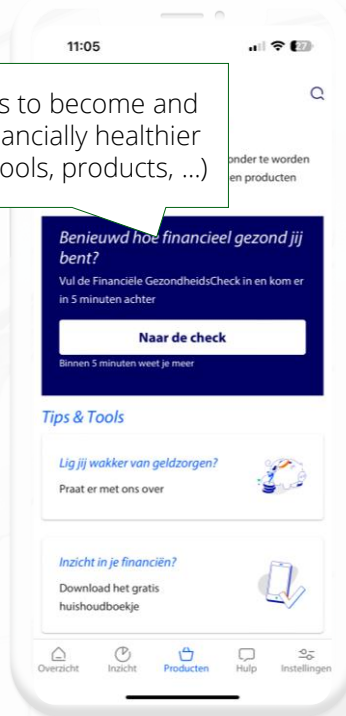 11:05
27
s to become and
ancially healthier
ools, products, ...)
onder te worden
en producten
Benieuwd hoe financieel gezond jij
bent?
Vul de Financiële GezondheidsCheck in en kom er
in 5 minuten achter
Naar de check
Binnen 5 minuten weet je meer
Tips & Tools
Lig jij wakker van geldzorgen?
Praat er met ons over
Inzicht in je financiën?
Download het gratis
huishoudboekje
Overzicht Inzicht Producten Hulp Instellingen